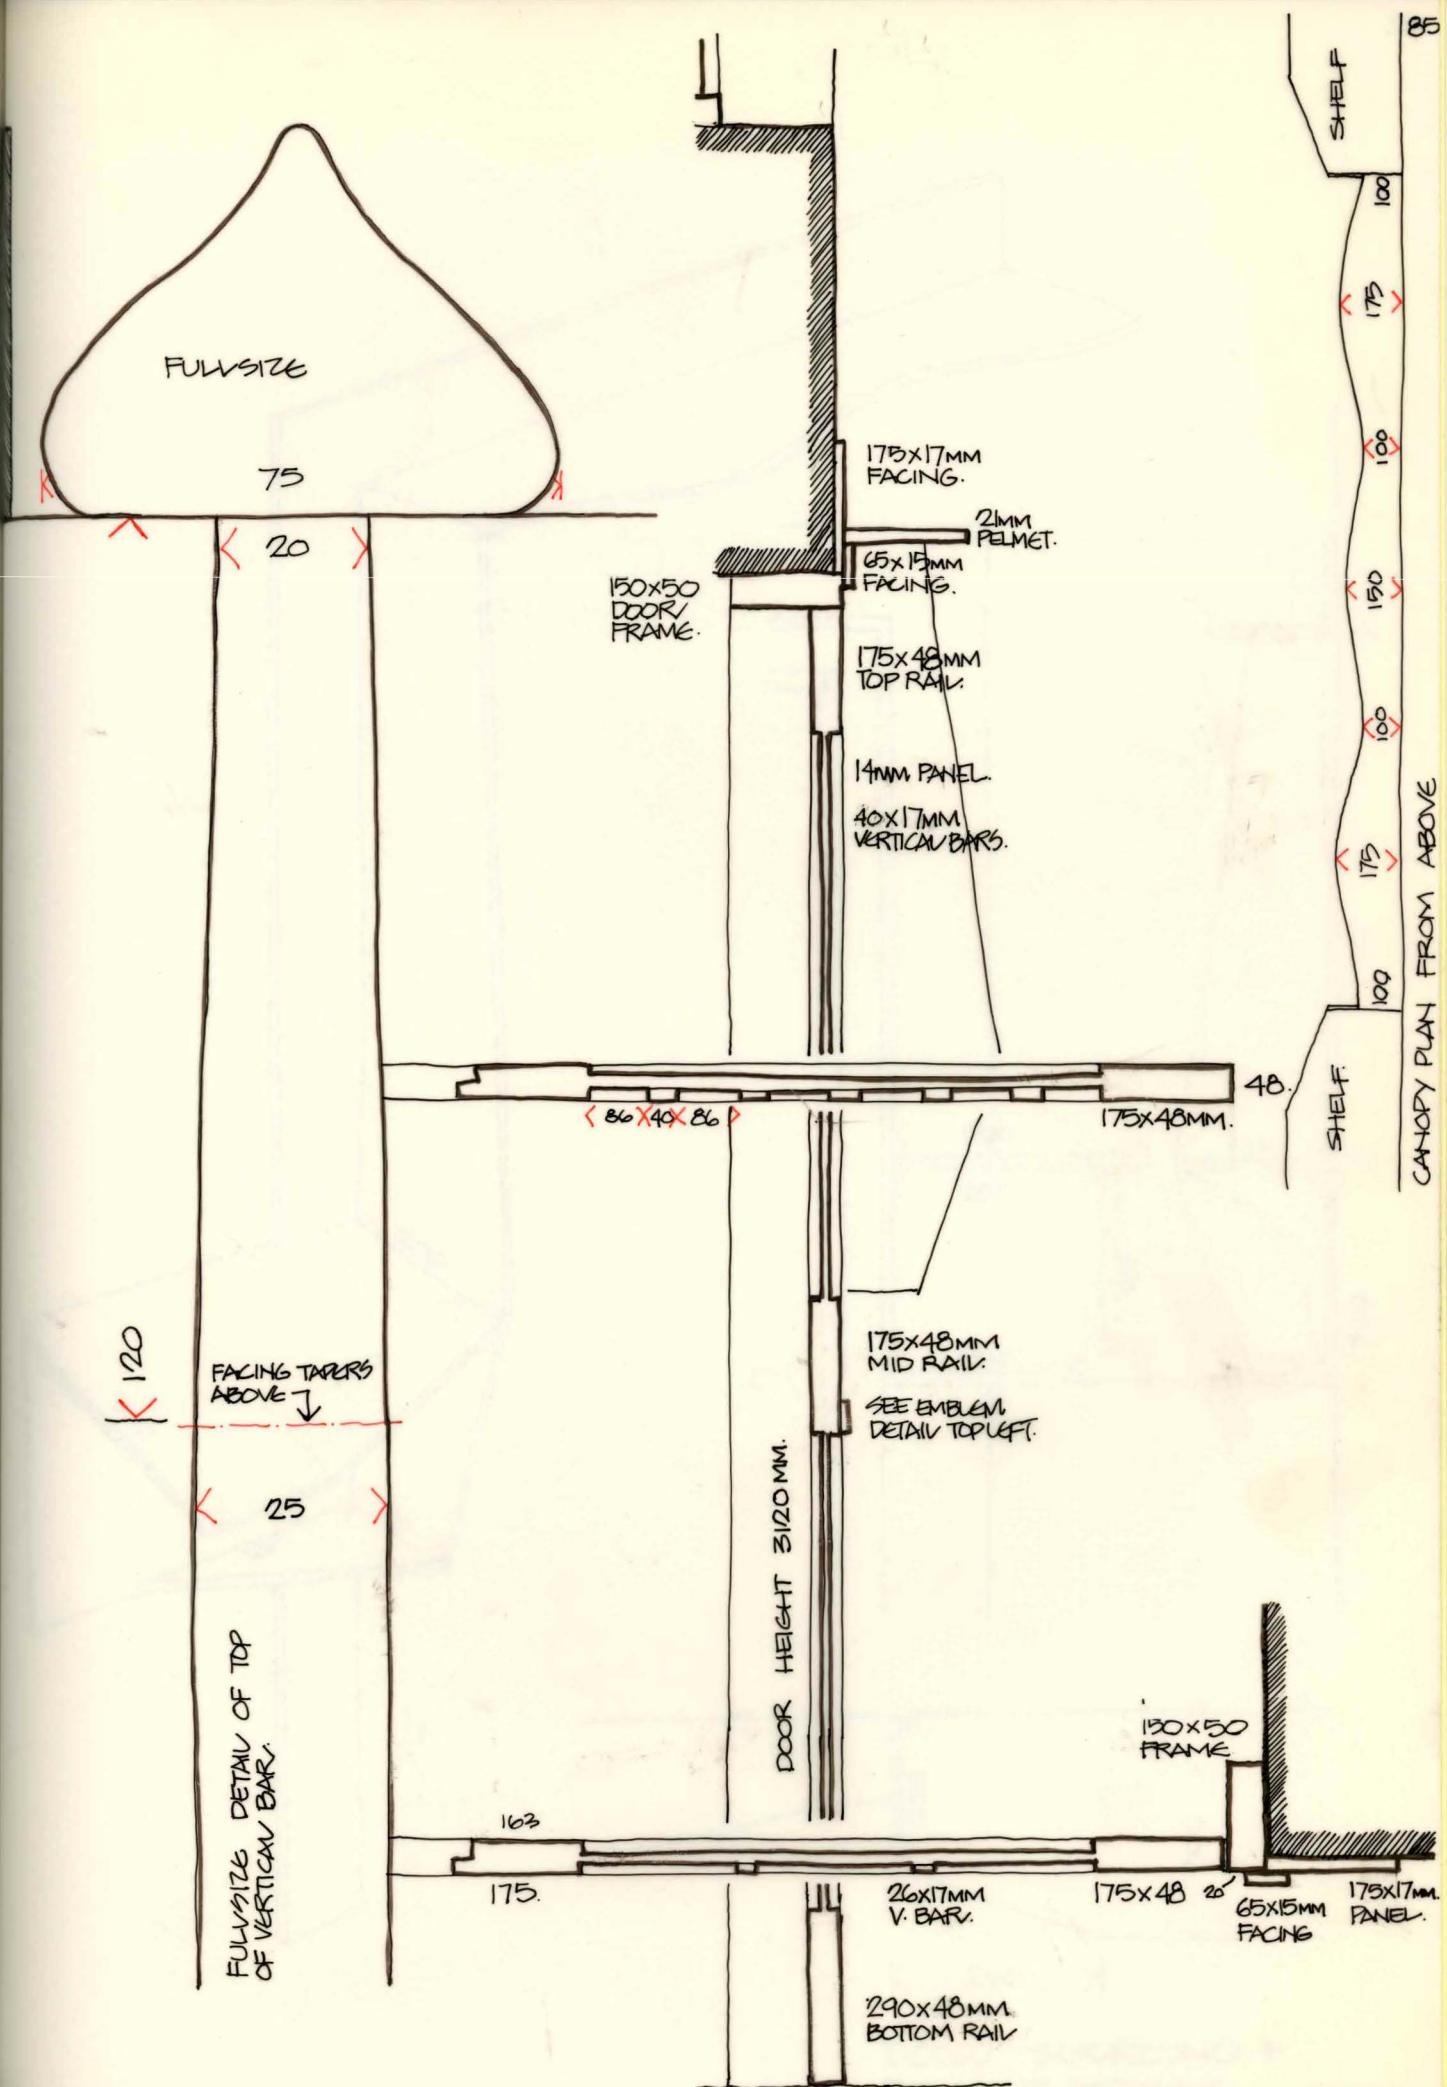 85
SHELF
100
175
100
150
100
175
100
SHELF.
CANOPY PLAN FROM ABOVE
FULLSIZE
75
20
120
FACING TAPERS
ABOVE
25
FULLSIZE DETAIL OF TOP
OF VERTICAL BAR.
175X17MM
FACING.
21MM
PELMET.
65X15MM
FACING.
150X50
DOOR
FRAME.
175X48MM
TOP RAIL.
14MM PANEL.
40X17MM
VERTICAL BARS.
48.
86 40 86
175X48MM.
175X48MM
MID RAIL.
SEE EMBLEM
DETAIL TOP LEFT.
DOOR HEIGHT 3120MM.
150X50
FRAME
163
175.
26X17MM
V. BAR.
175X48
20
65X15MM
FACING
175X17MM.
PANEL.
290X48MM.
BOTTOM RAIL